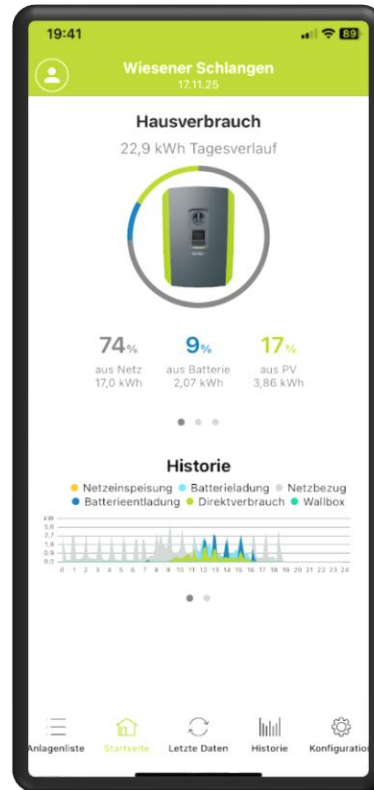 19:41
89
Wiesener Schlangen
17.11.25
Hausverbrauch
22,9 kWh Tagesverlauf
74% 9% 17%
aus Netz aus Batterie aus PV
17,0 kWh 2,07 kWh 3,86 kWh
Historie
Netzeinspeisung Batterieladung Netzbezug
Batterieentladung Direktverbrauch Wallbox
kW
3,6
2,7
1,8
0,9
0,0
0 1 2 3 4 5 6 7 8 9 10 11 12 13 14 15 16 17 18 19 20 21 22 23 24
Anlagenliste Startseite Letzte Daten Historie Konfiguration